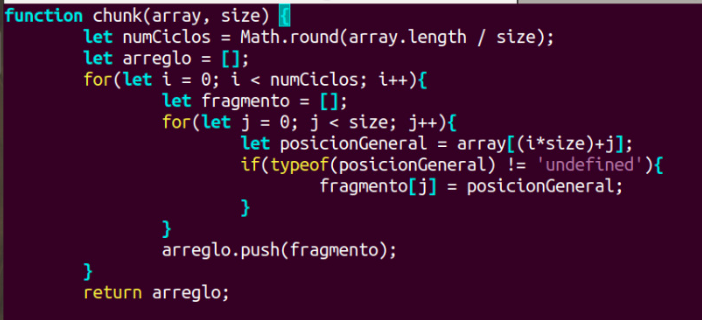 function chunk(array, size) {
        let numCiclos = Math.round(array.length / size);
        let arreglo = [];
        for(let i = 0; i < numCiclos; i++){
                let fragmento = [];
                for(let j = 0; j < size; j++){
                        let posicionGeneral = array[(i*size)+j];
                        if(typeof(posicionGeneral) != 'undefined'){
                                fragmento[j] = posicionGeneral;
                        }
                }
                arreglo.push(fragmento);
        }
        return arreglo;